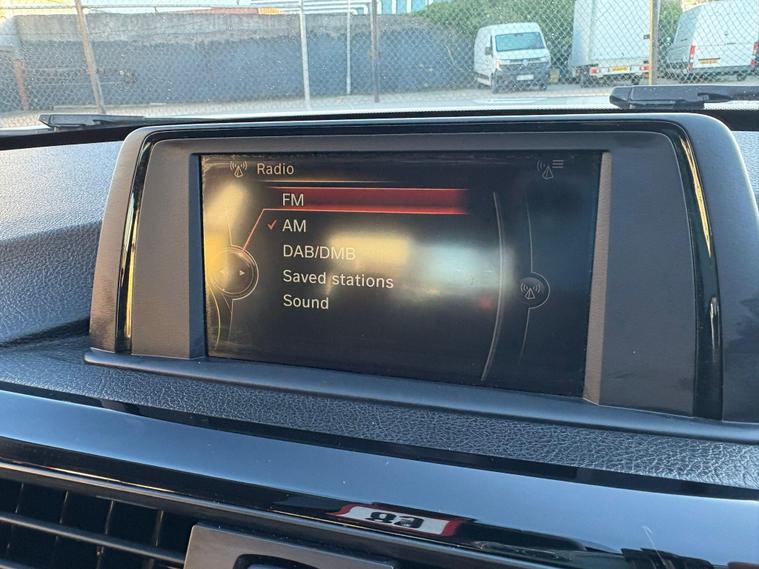 Radio
FM
AM
DAB/DMB
Saved stations
Sound